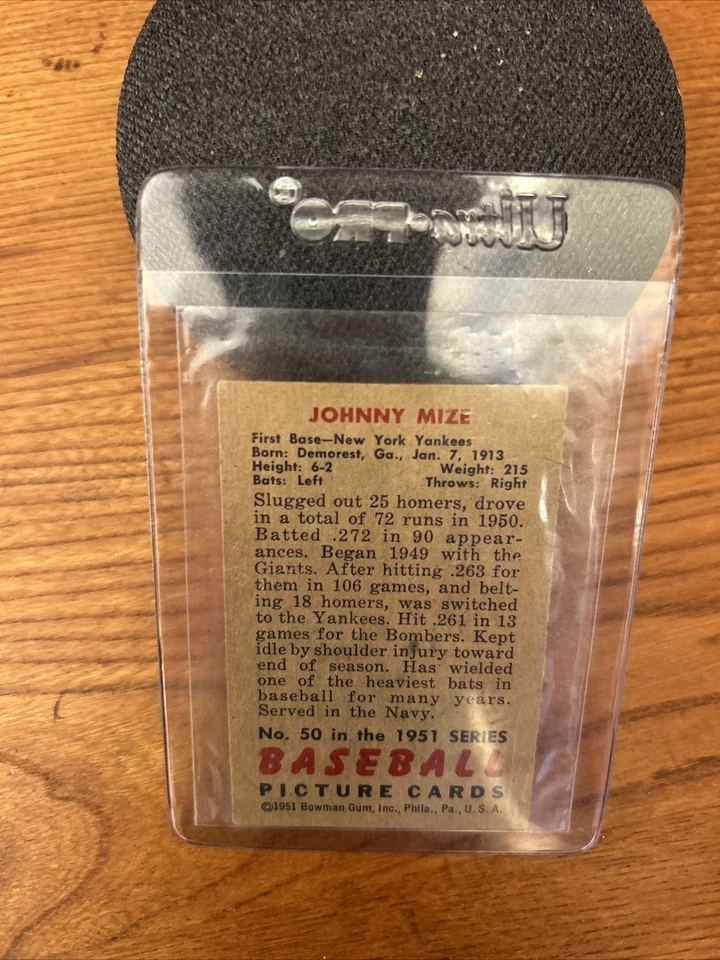 Ultra·PRO®
JOHNNY MIZE
First Base—New York Yankees
Born: Demorest, Ga., Jan. 7, 1913
Height: 6-2 Weight: 215
Bats: Left Throws: Right
Slugged out 25 homers, drove
in a total of 72 runs in 1950.
Batted .272 in 90 appear-
ances. Began 1949 with the
Giants. After hitting .263 for
them in 106 games, and belt-
ing 18 homers, was switched
to the Yankees. Hit .261 in 13
games for the Bombers. Kept
idle by shoulder injury toward
end of season. Has wielded
one of the heaviest bats in
baseball for many years.
Served in the Navy.
No. 50 in the 1951 SERIES
BASEBALL
PICTURE CARDS
©1951 Bowman Gum, Inc., Phila., Pa., U. S. A.